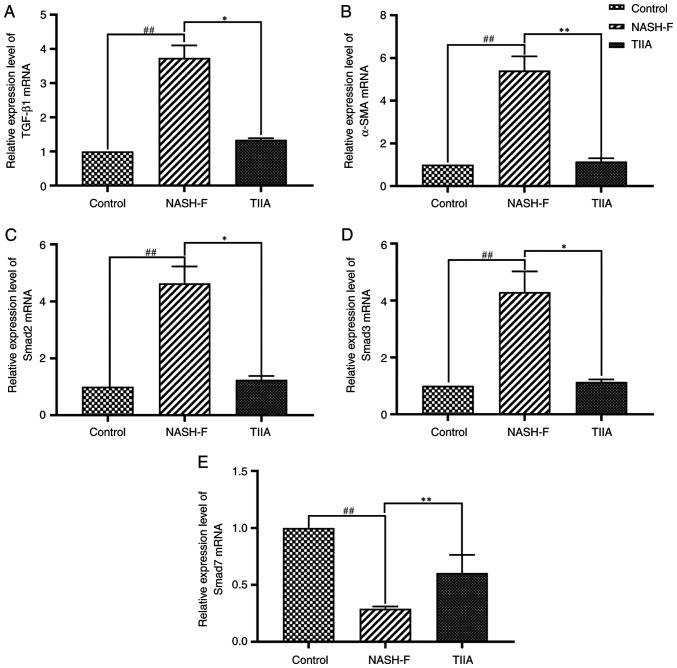 A
Relative expression level of
TGF-β1 mRNA
5
4
3
2
1
0
##
*
Control
NASH-F
TIIA
B
Relative expression level of
α-SMA mRNA
8
6
4
2
0
##
**
Control
NASH-F
TIIA
Control
NASH-F
TIIA
C
Relative expression level of
Smad2 mRNA
6
4
2
0
##
*
Control
NASH-F
TIIA
D
Relative expression level of
Smad3 mRNA
6
4
2
0
##
*
Control
NASH-F
TIIA
E
Relative expression level of
Smad7 mRNA
1.5
1.0
0.5
0.0
##
**
Control
NASH-F
TIIA